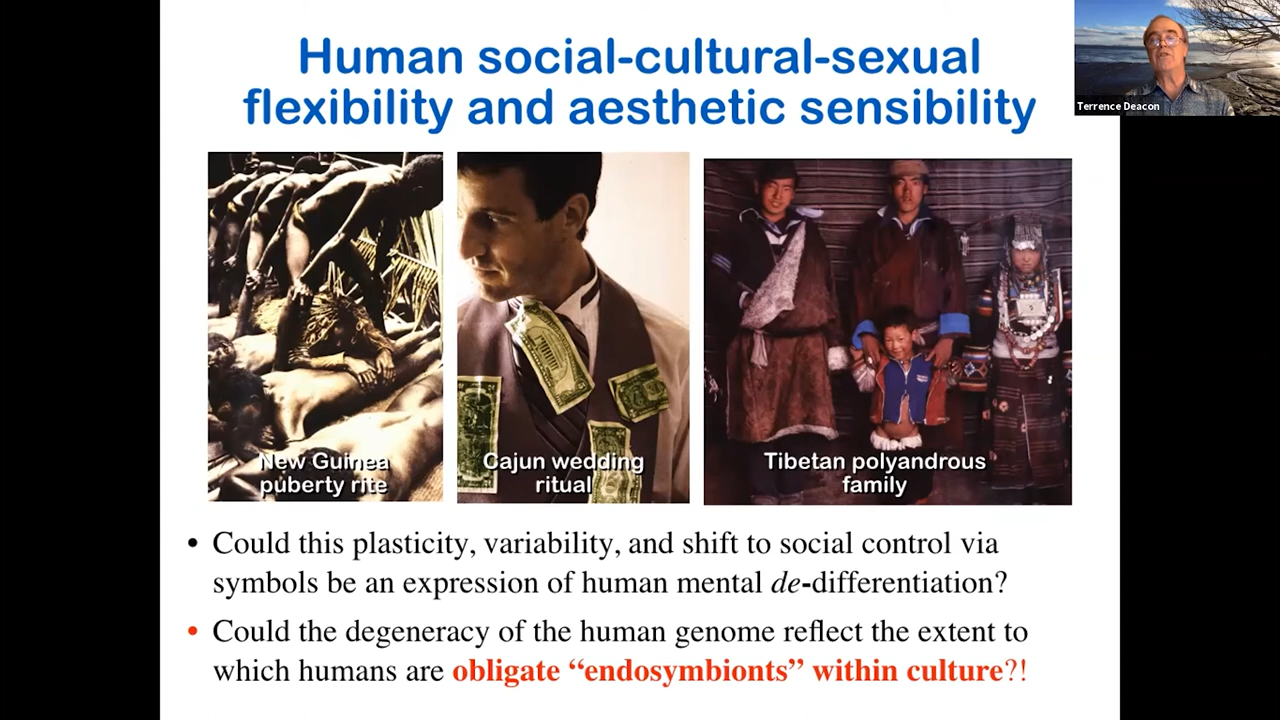 Human social-cultural-sexual
flexibility and aesthetic sensibility
Terrence Deacon
New Guinea
puberty rite
Cajun wedding
ritual
Tibetan polyandrous
family
• Could this plasticity, variability, and shift to social control via
symbols be an expression of human mental de-differentiation?
• Could the degeneracy of the human genome reflect the extent to
which humans are obligate “endosymbionts” within culture?!